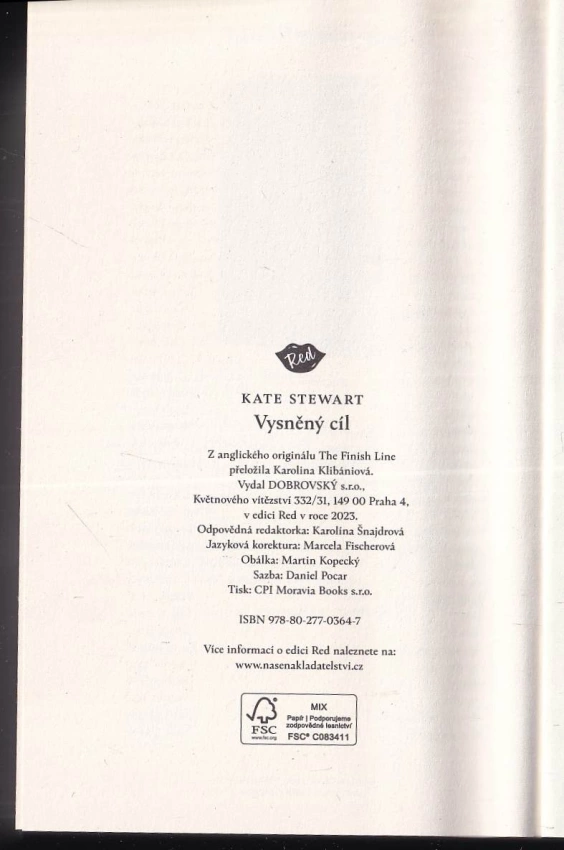 Red
KATE STEWART
Vysněný cíl
Z anglického originálu The Finish Line
přeložila Karolina Klibániová.
Vydal DOBROVSKÝ s.r.o.,
Květnového vítězství 332/31, 149 00 Praha 4,
v edici Red v roce 2023.
Odpovědná redaktorka: Karolína Šnajdrová
Jazyková korektura: Marcela Fischerová
Obálka: Martin Kopecký
Sazba: Daniel Pocar
Tisk: CPI Moravia Books s.r.o.
ISBN 978-80-277-0364-7
Více informací o edici Red naleznete na:
www.nasenakladatelstvi.cz
FSC
www.fsc.org
MIX
Papír | Podporujeme
zodpovědné lesnictví
FSC® C083411